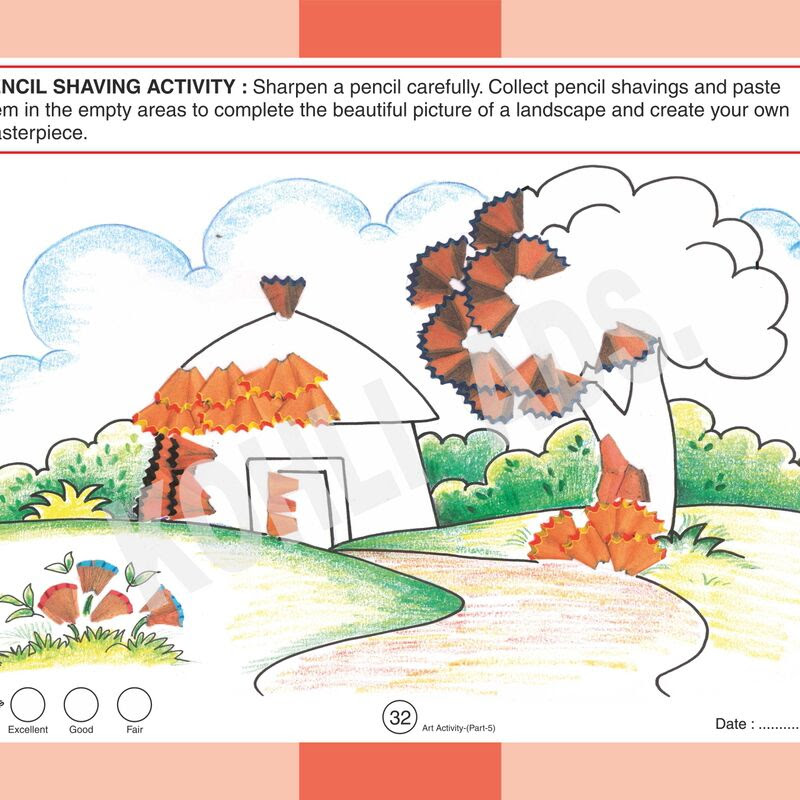 NCIL SHAVING ACTIVITY : Sharpen a pencil carefully. Collect pencil shavings and paste
em in the empty areas to complete the beautiful picture of a landscape and create your own
asterpiece.
KOHLI ADS.
Excellent
Good
Fair
32
Art Activity-(Part-5)
Date : ..........